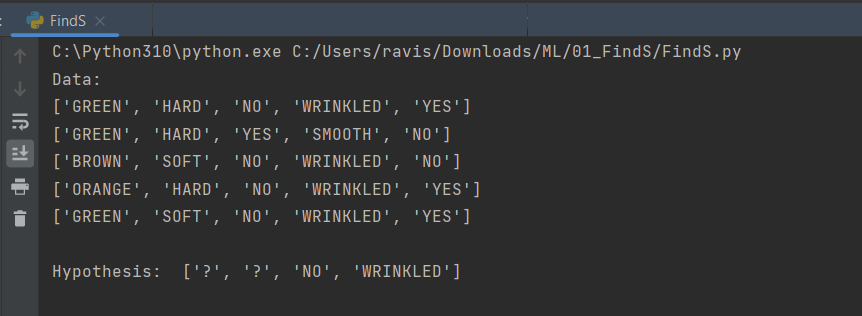 FindS
C:\Python310\python.exe C:/Users/ravis/Downloads/ML/01_FindS/FindS.py
Data:
['GREEN', 'HARD', 'NO', 'WRINKLED', 'YES']
['GREEN', 'HARD', 'YES', 'SMOOTH', 'NO']
['BROWN', 'SOFT', 'NO', 'WRINKLED', 'NO']
['ORANGE', 'HARD', 'NO', 'WRINKLED', 'YES']
['GREEN', 'SOFT', 'NO', 'WRINKLED', 'YES']
Hypothesis:  ['?', '?', 'NO', 'WRINKLED']